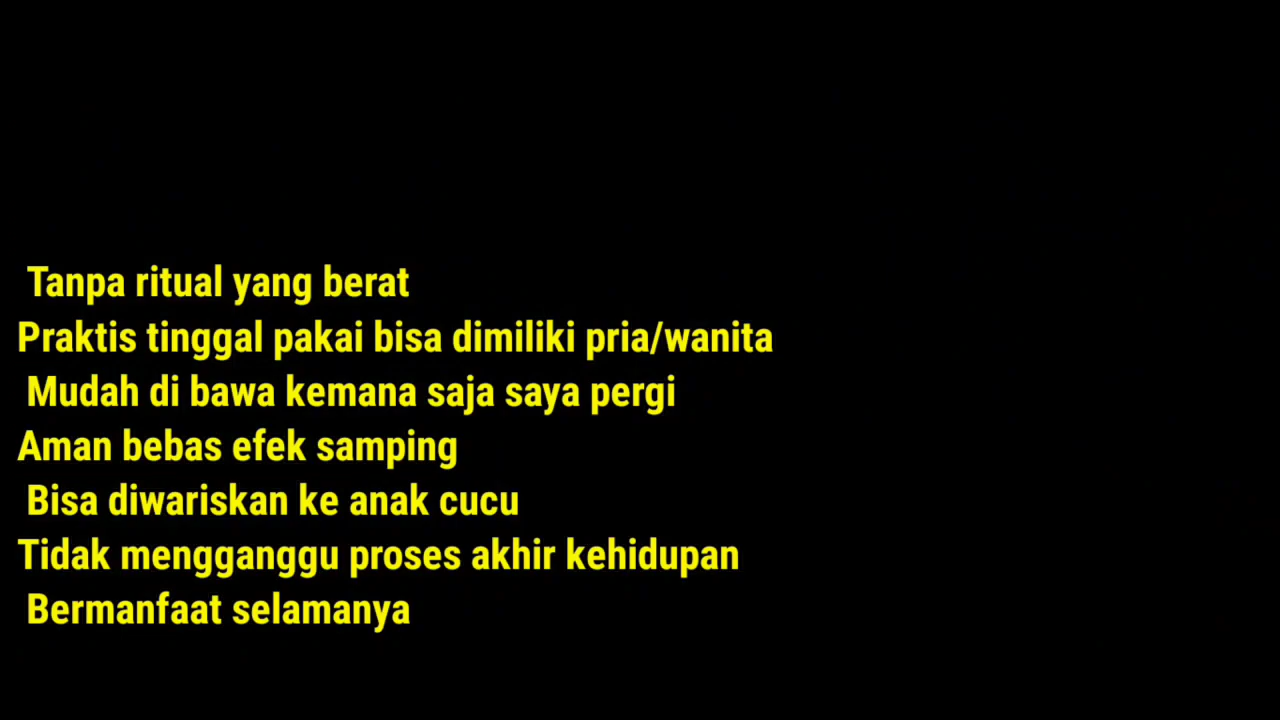 Tanpa ritual yang berat
Praktis tinggal pakai bisa dimiliki pria/wanita
Mudah di bawa kemana saja saya pergi
Aman bebas efek samping
Bisa diwariskan ke anak cucu
Tidak mengganggu proses akhir kehidupan
Bermanfaat selamanya